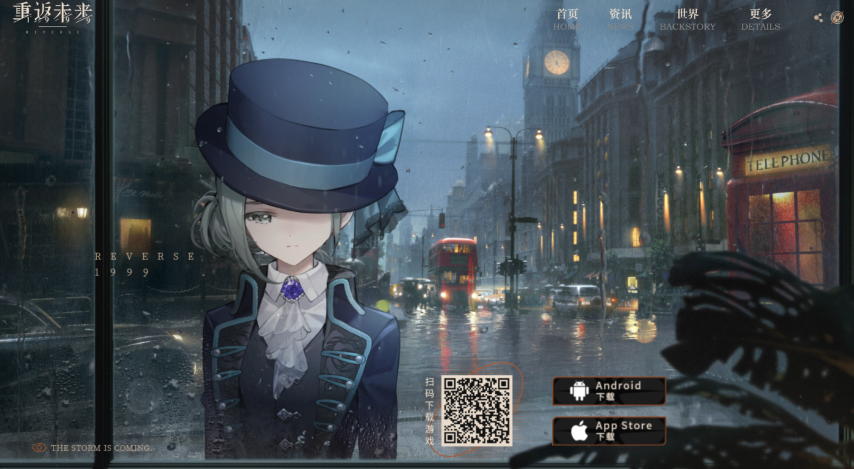 重返未来
REVERSE
首页
HOME
资讯
世界
BACKSTORY
更多
DETAILS
TELEPHONE
REVERSE
1999
扫码下载游戏
Android
下载
App Store
下载
THE STORM IS COMING.